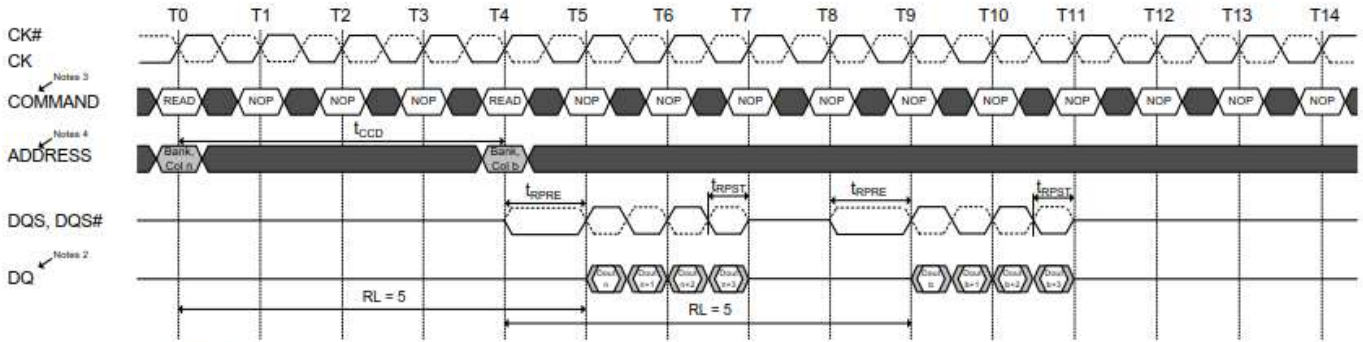 T0 T1 T2 T3 T4 T5 T6 T7 T8 T9 T10 T11 T12 T13 T14
CK#
CK
Notes 3
COMMAND READ NOP NOP NOP READ NOP NOP NOP NOP NOP NOP NOP NOP NOP NOP
tCCD
Notes 4
ADDRESS
Bank, Col n
Bank, Col b
tRPRE tRPST tRPRE tRPST
DQS, DQS#
Notes 2
DQ
Dout n
Dout n+1
Dout n+2
Dout n+3
Dout b
Dout b+1
Dout b+2
Dout b+3
RL = 5
RL = 5